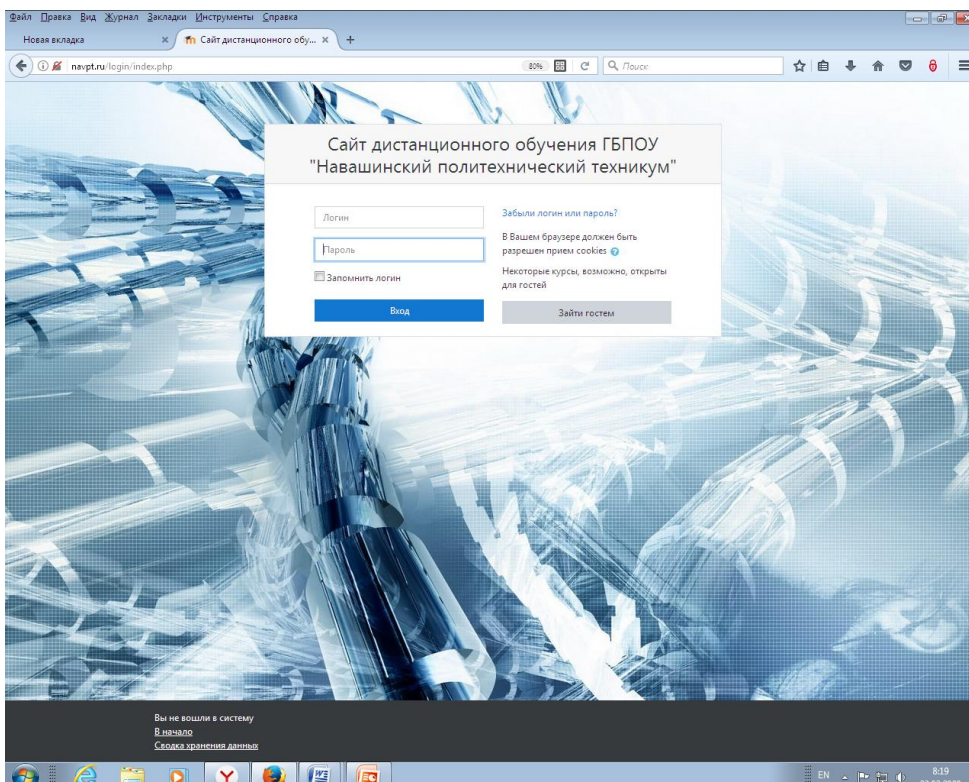 Файл Правка Вид Журнал Закладки Инструменты Справка
Новая вкладка
Сайт дистанционного обу...
navpt.ru/login/index.php
80%
Поиск
Сайт дистанционного обучения ГБПОУ
"Навашинский политехнический техникум"
Логин
Пароль
Запомнить логин
Вход
Забыли логин или пароль?
В Вашем браузере должен быть
разрешен прием cookies
Некоторые курсы, возможно, открыты
для гостей
Зайти гостем
Вы не вошли в систему
В начало
Сводка хранения данных
EN
8:19